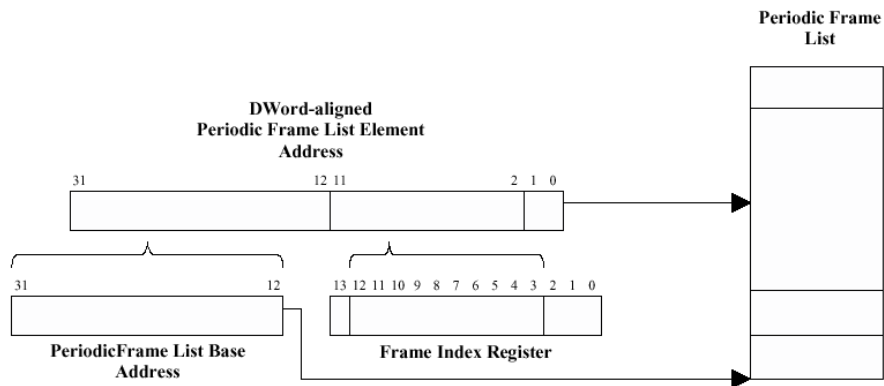 Periodic Frame
List
DWord-aligned
Periodic Frame List Element
Address
31 12 11 2 1 0
31 12
13 12 11 10 9 8 7 6 5 4 3 2 1 0
PeriodicFrame List Base
Address
Frame Index Register